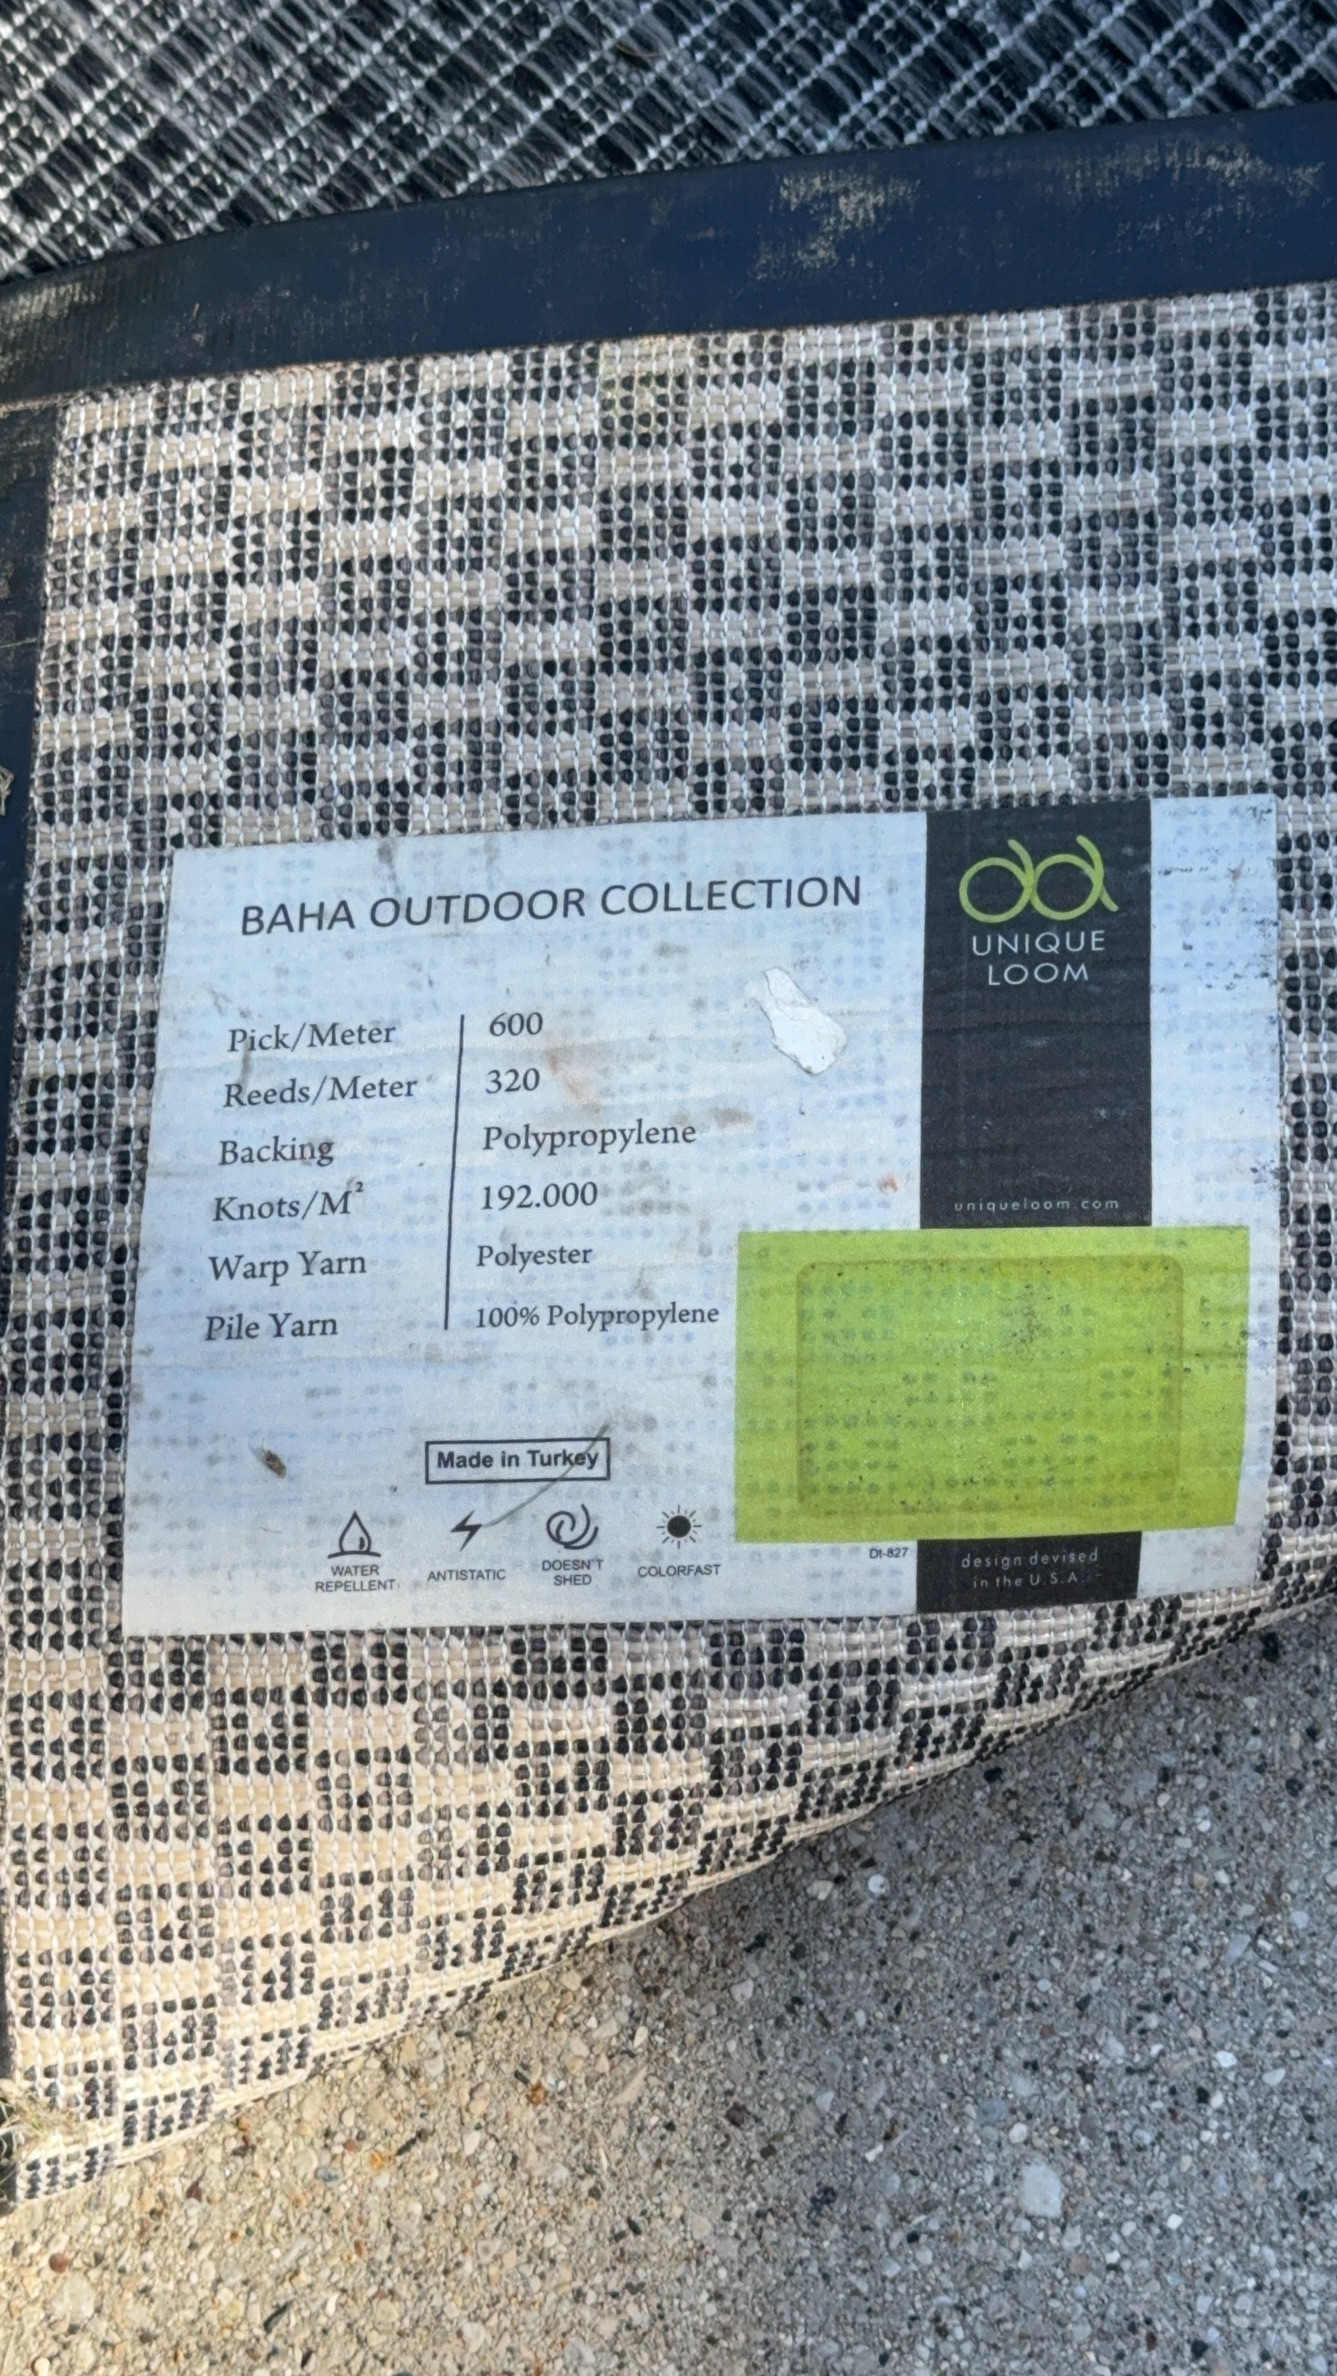 BAHA OUTDOOR COLLECTION
UNIQUE
LOOM
Pick/Meter 600
Reeds/Meter 320
Backing Polypropylene
Knots/M² 192.000
Warp Yarn Polyester
Pile Yarn 100% Polypropylene
uniqueloom.com
Made in Turkey
WATER
REPELLENT
ANTISTATIC
DOESN'T
SHED
COLORFAST
Dt-827
design devised
in the U.S.A.